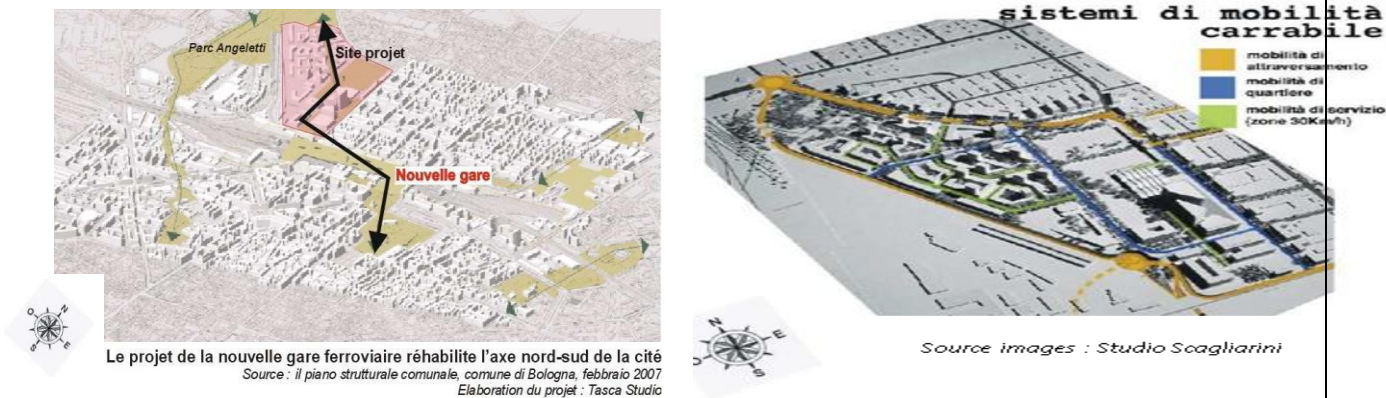 Parc Angeletti
Site projet
Nouvelle gare
N
O
E
S
Le projet de la nouvelle gare ferroviaire réhabilite l'axe nord-sud de la cité
Source : il piano strutturale comunale, comune di Bologna, febbraio 2007
Elaboration du projet : Tasca Studio
sistemi di mobilità
carrabile
mobilità di
attraversamento
mobilità di
quartiere
mobilità di servizio
(zone 30Km/h)
N
E
O
S
Source images : Studio Scagliarini